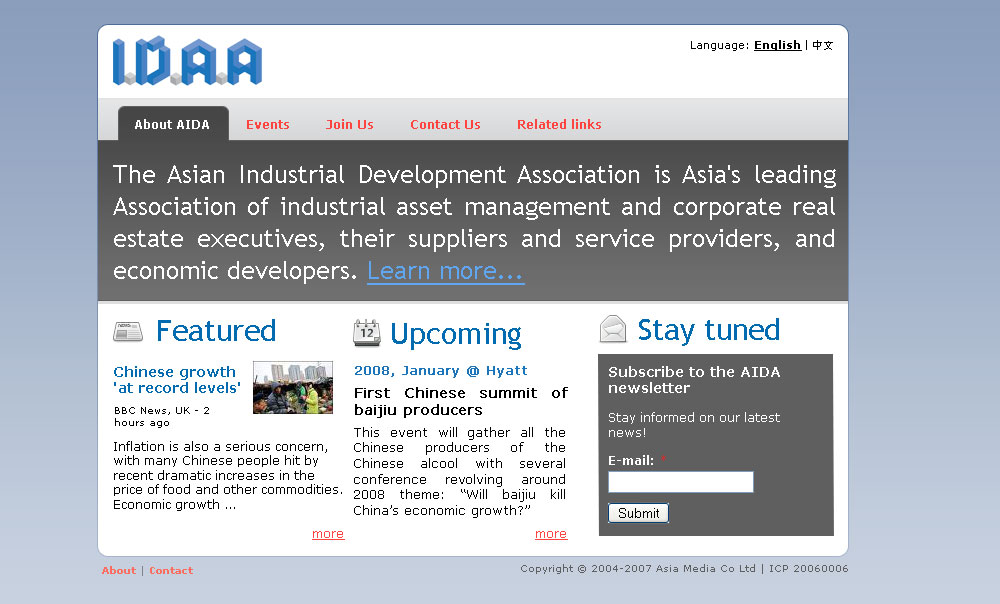 I.D.A.A
Language: English | 中文
About AIDA Events Join Us Contact Us Related links
The Asian Industrial Development Association is Asia's leading
Association of industrial asset management and corporate real
estate executives, their suppliers and service providers, and
economic developers. Learn more...
Featured
Chinese growth
'at record levels'
BBC News, UK - 2
hours ago
Inflation is also a serious concern,
with many Chinese people hit by
recent dramatic increases in the
price of food and other commodities.
Economic growth ...
more
12
Upcoming
2008, January @ Hyatt
First Chinese summit of
baijiu producers
This event will gather all the
Chinese producers of the
Chinese alcool with several
conference revolving around
2008 theme: “Will baijiu kill
China’s economic growth?”
more
Stay tuned
Subscribe to the AIDA
newsletter
Stay informed on our latest
news!
E-mail: *
Submit
About | Contact
Copyright © 2004-2007 Asia Media Co Ltd | ICP 20060006